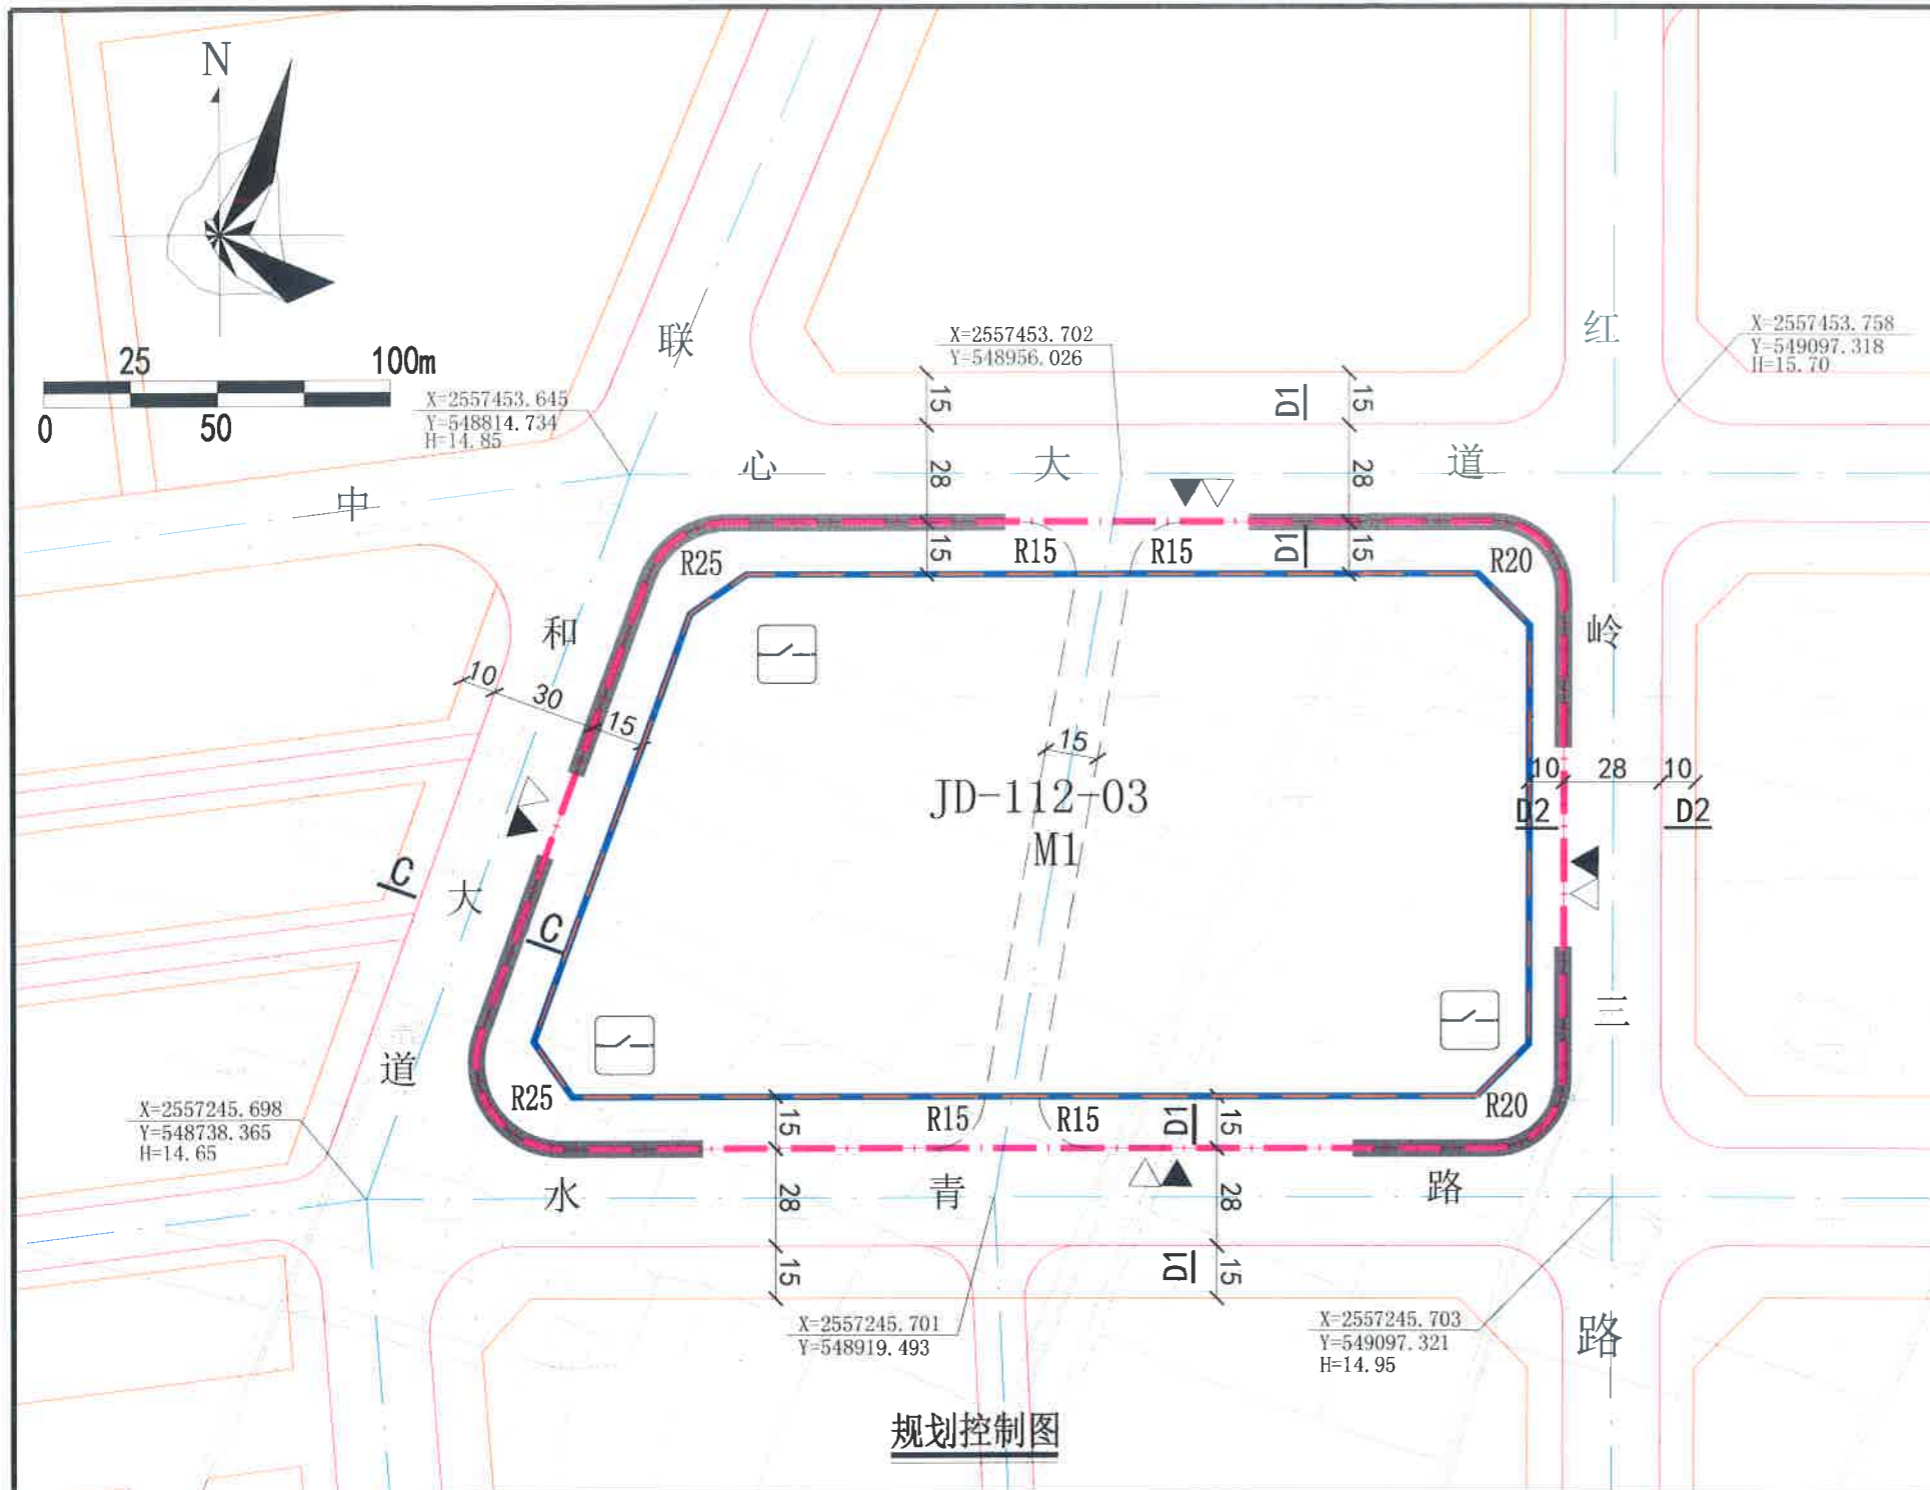 N
25
100m
0
50
X=2557453.645
Y=548814.734
H=14.85
X=2557453.702
Y=548956.026
X=2557453.758
Y=549097.318
H=15.70
联
和
大
道
中
心
大
道
红
岭
三
路
15
28
15
D1
D1
15
28
15
R25
R15
R15
R20
10
30
15
C
C
15
JD-112-03
M1
10
28
10
D2
D2
R25
R15
R15
R20
X=2557245.698
Y=548738.365
H=14.65
水
青
路
15
28
15
D1
D1
15
28
15
X=2557245.701
Y=548919.493
X=2557245.703
Y=549097.321
H=14.95
规划控制图